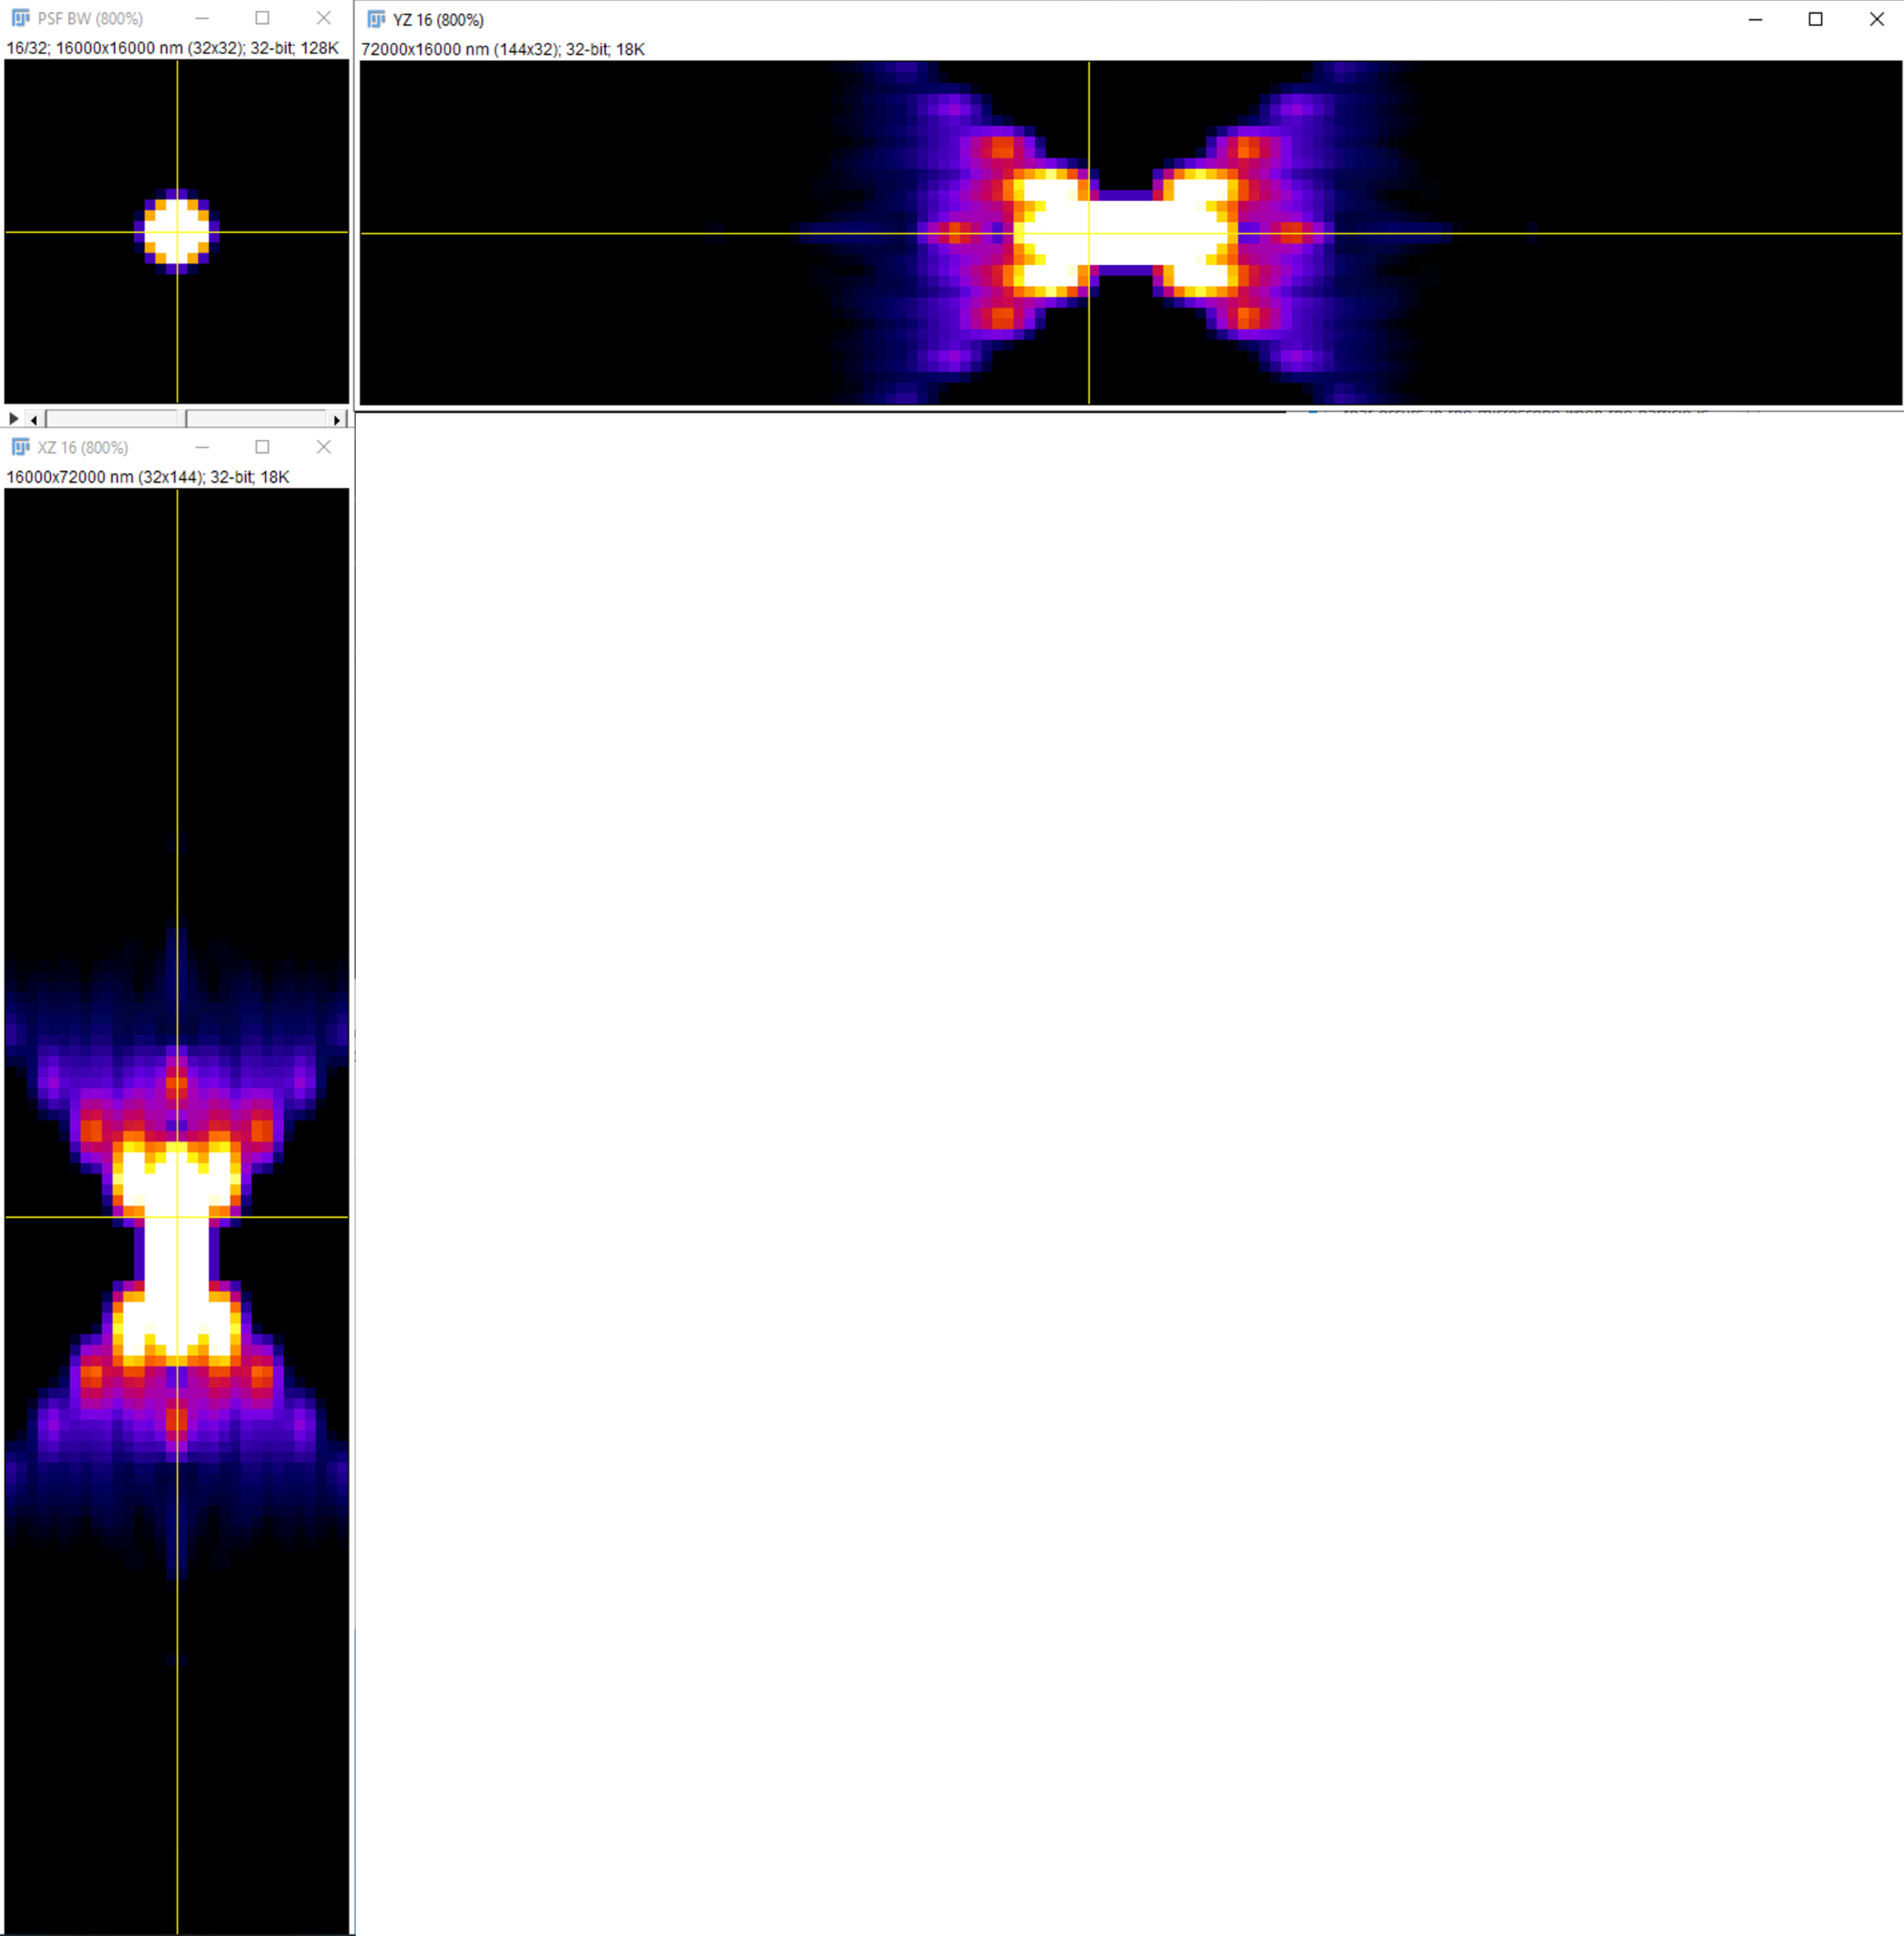 PSF BW (800%)
16/32; 16000x16000 nm (32x32); 32-bit; 128K
YZ 16 (800%)
72000x16000 nm (144x32); 32-bit; 18K
XZ 16 (800%)
16000x72000 nm (32x144); 32-bit; 18K